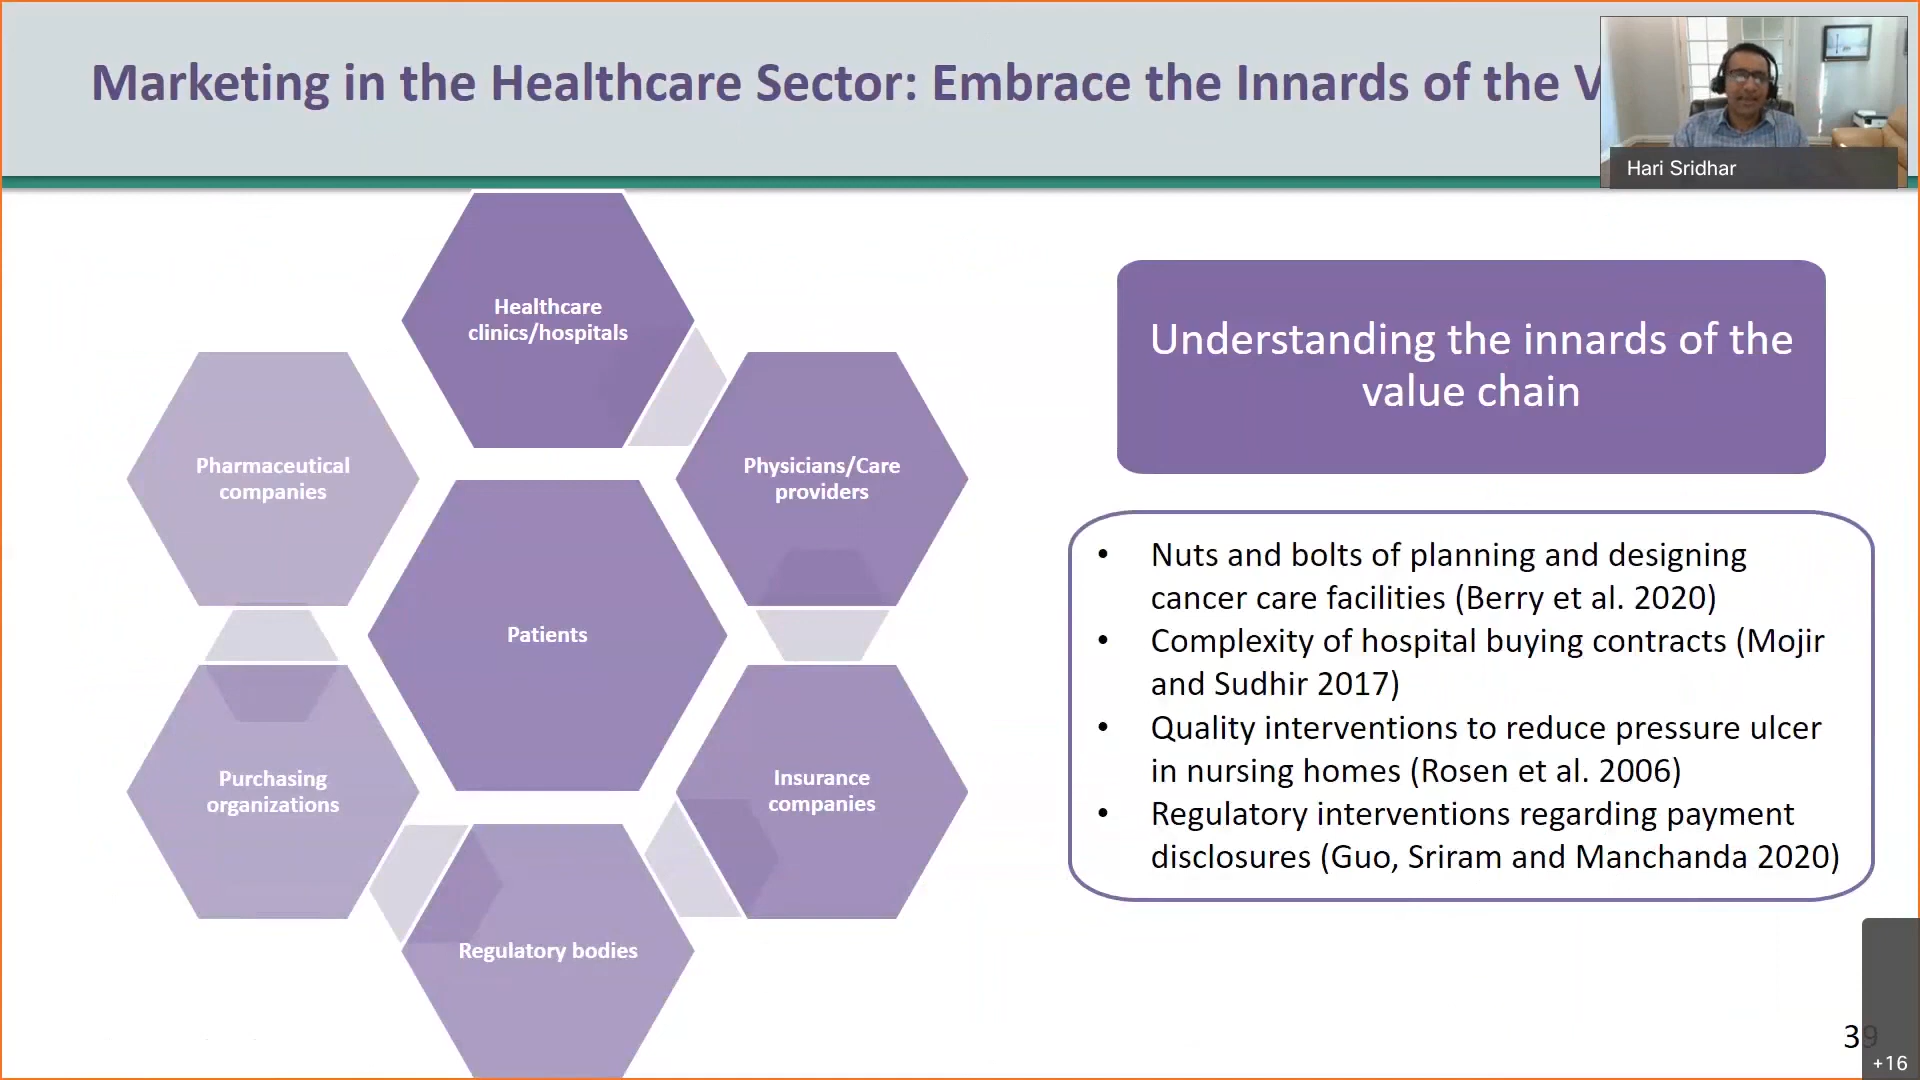 Marketing in the Healthcare Sector: Embrace the Innards of the
Hari Sridhar
Healthcare
clinics/hospitals
Pharmaceutical
companies
Physicians/Care
providers
Patients
Purchasing
organizations
Insurance
companies
Regulatory bodies
Understanding the innards of the
value chain
• Nuts and bolts of planning and designing
cancer care facilities (Berry et al. 2020)
• Complexity of hospital buying contracts (Mojir
and Sudhir 2017)
• Quality interventions to reduce pressure ulcer
in nursing homes (Rosen et al. 2006)
• Regulatory interventions regarding payment
disclosures (Guo, Sriram and Manchanda 2020)
39
+16